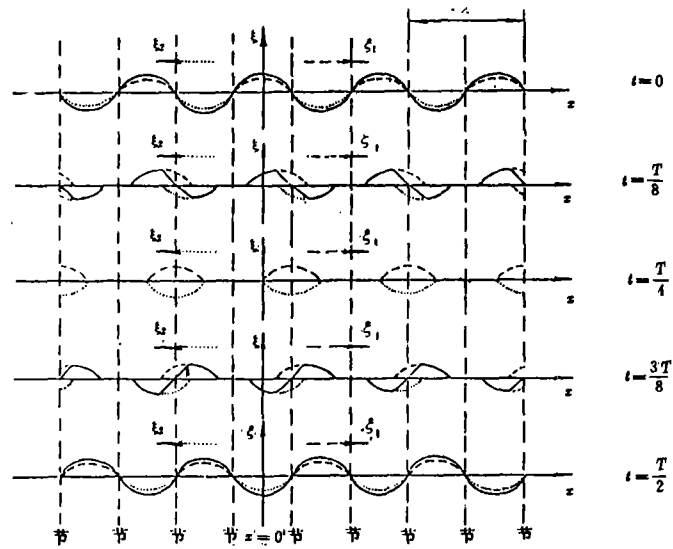 ξ₂ ξ ξ₁
x
t=0
ξ₂ ξ ξ₁
x
t=T/8
ξ₂ ξ ξ₁
x
t=T/4
ξ₂ ξ ξ₁
x
t=3T/8
ξ₂ ξ ξ₁
x
t=T/2
节 节 节 节 x=0 节 节 节 节 节